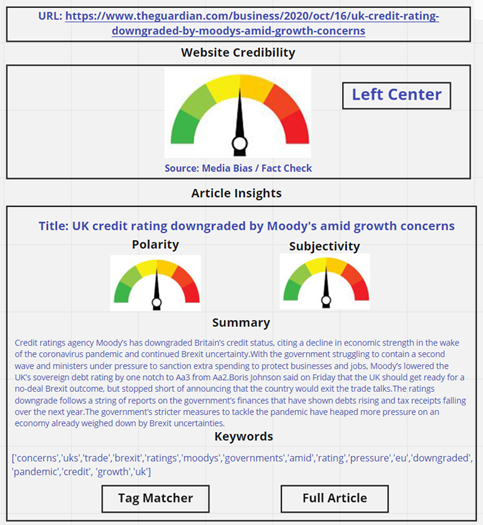 URL: https://www.theguardian.com/business/2020/oct/16/uk-credit-rating-
downgraded-by-moodys-amid-growth-concerns
Website Credibility
Left Center
Source: Media Bias / Fact Check
Article Insights
Title: UK credit rating downgraded by Moody's amid growth concerns
Polarity
Subjectivity
Summary
Credit ratings agency Moody's has downgraded Britain's credit status, citing a decline in economic strength in the wake
of the coronavirus pandemic and continued Brexit uncertainty.With the government struggling to contain a second
wave and ministers under pressure to sanction extra spending to protect businesses and jobs, Moody's lowered the
UK's sovereign debt rating by one notch to Aa3 from Aa2.Boris Johnson said on Friday that the UK should get ready for a
no-deal Brexit outcome, but stopped short of announcing that the country would exit the trade talks.The ratings
downgrade follows a string of reports on the government's finances that have shown debts rising and tax receipts falling
over the next year.The government's stricter measures to tackle the pandemic have heaped more pressure on an
economy already weighed down by Brexit uncertainties.
Keywords
['concerns','uks','trade','brexit','ratings','moodys','governments','amid','rating','pressure','eu','downgraded',
'pandemic','credit', 'growth','uk']
Tag Matcher
Full Article